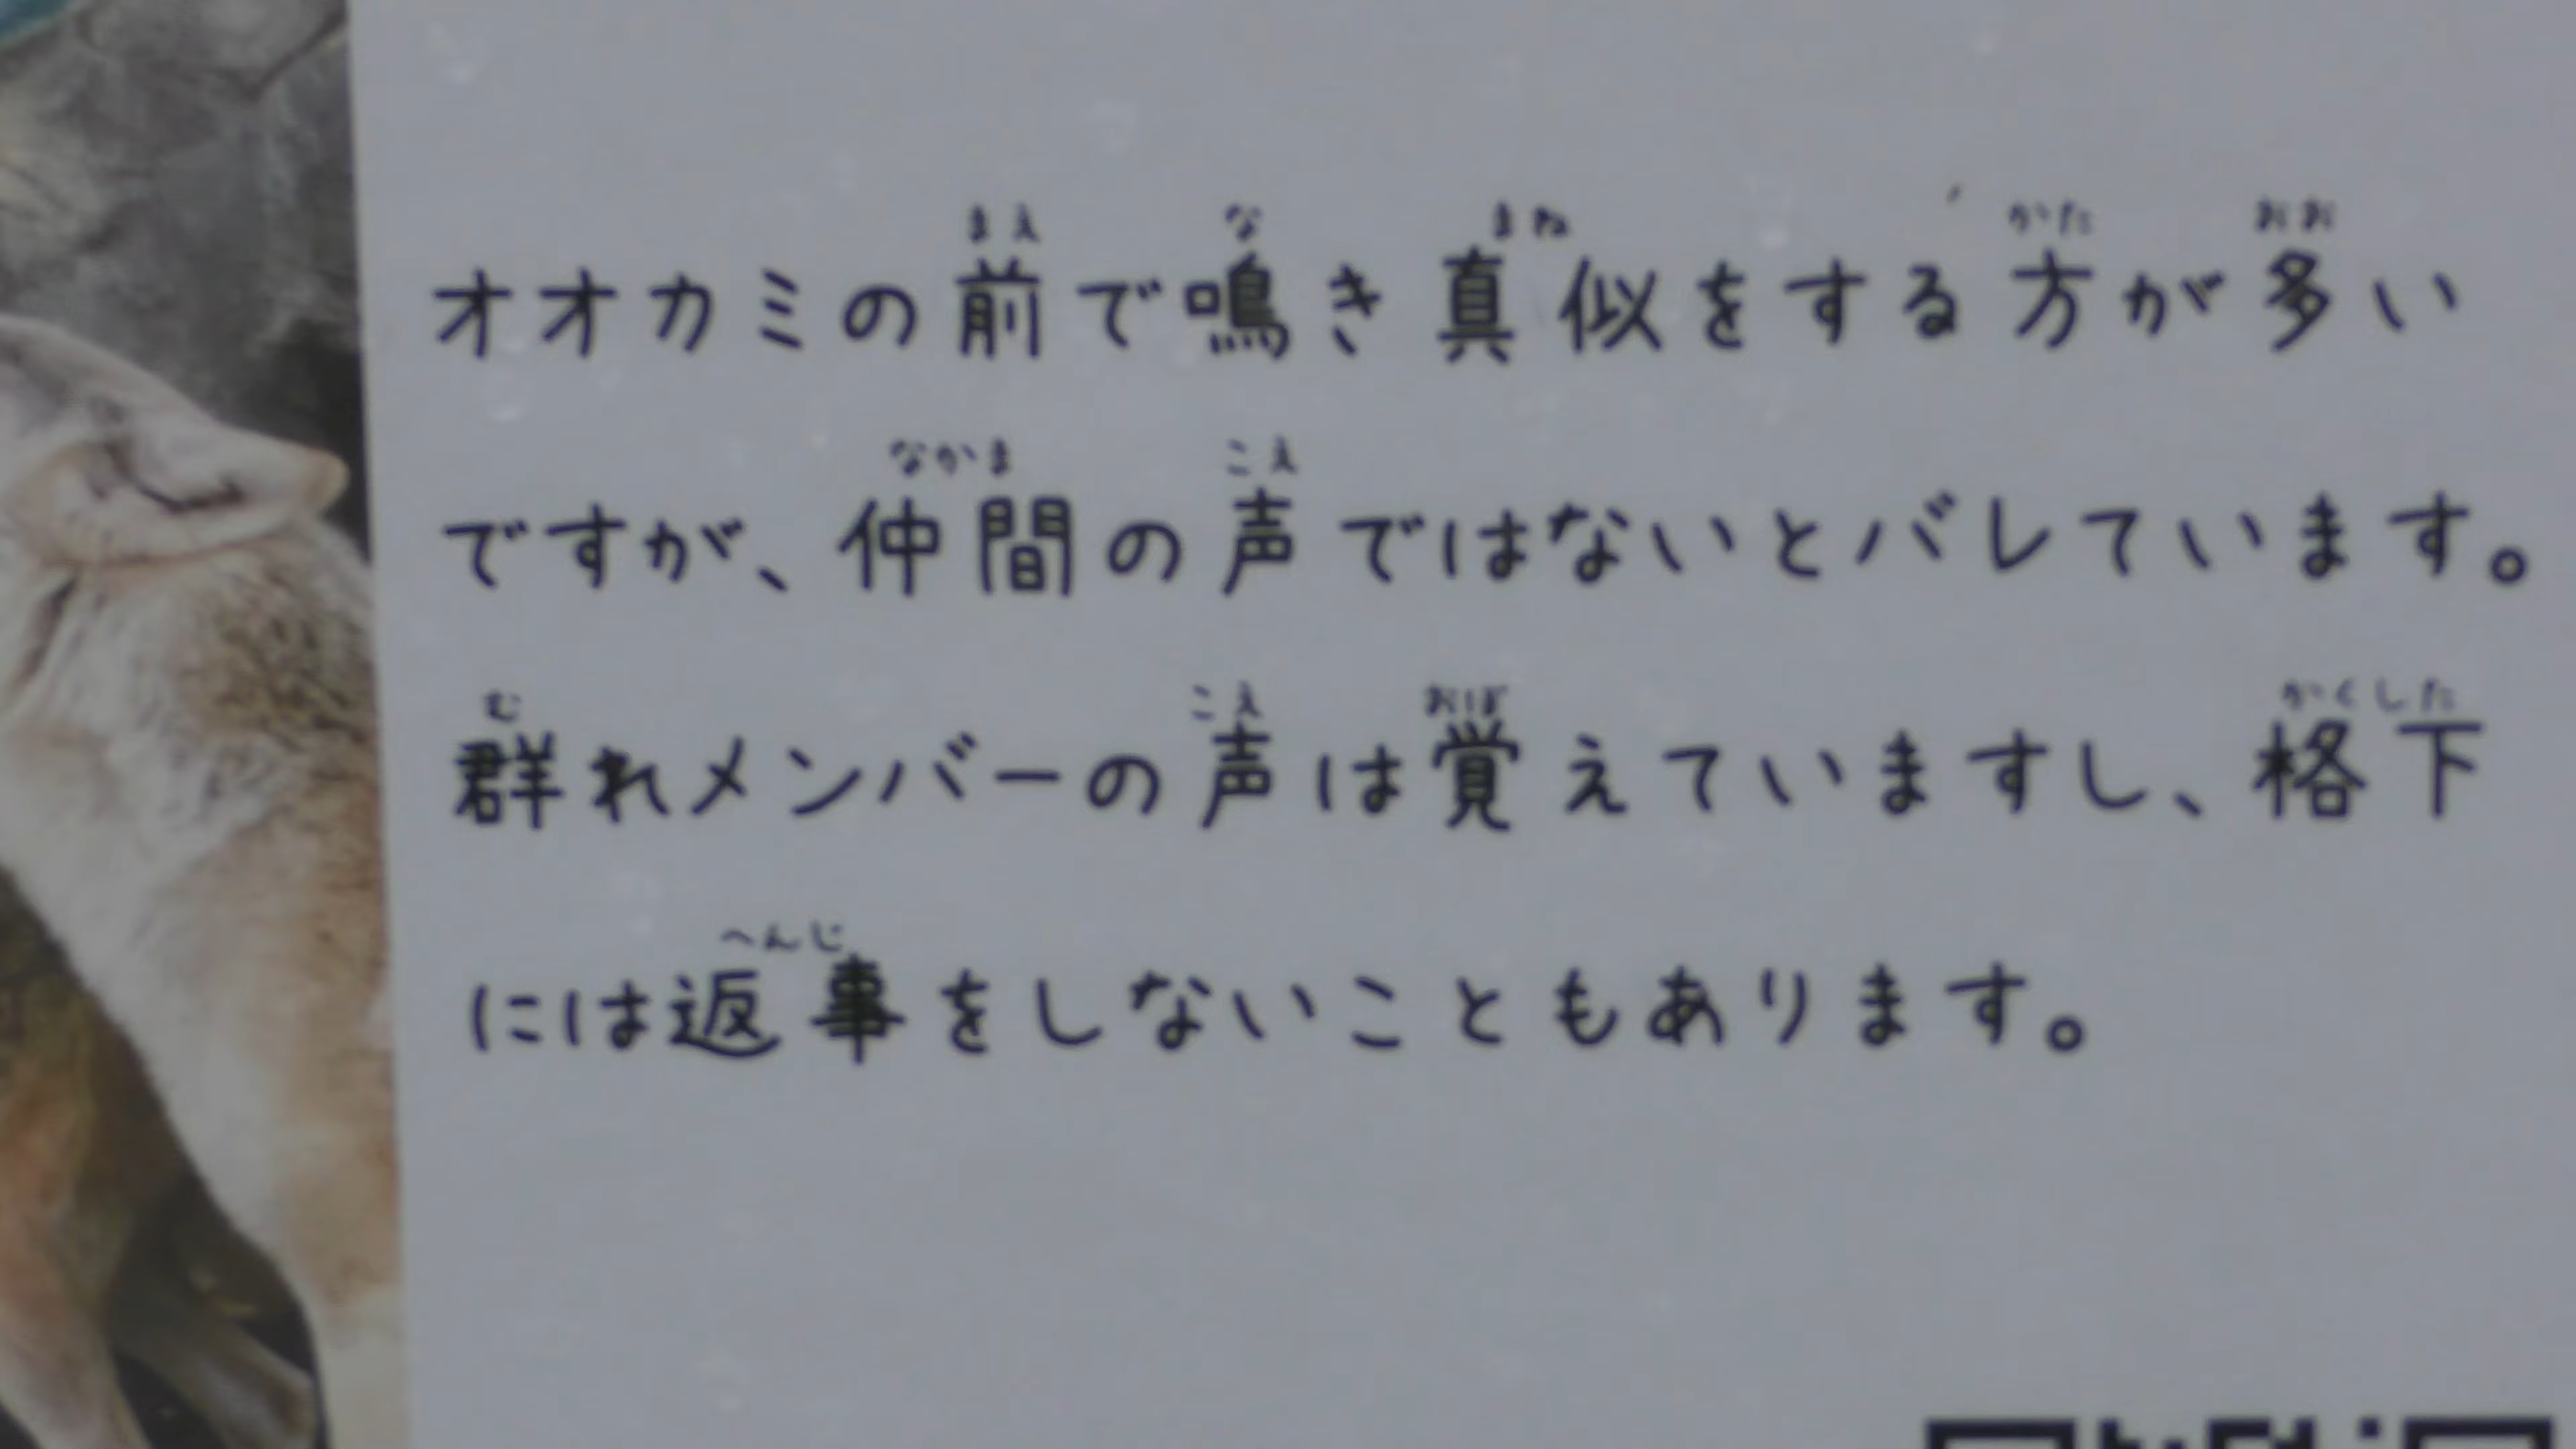 オオカミの前で鳴き真似をする方が多い
ですが、仲間の声ではないとバレています。
群れメンバーの声は覚えていますし、格下
には返事をしないこともあります。